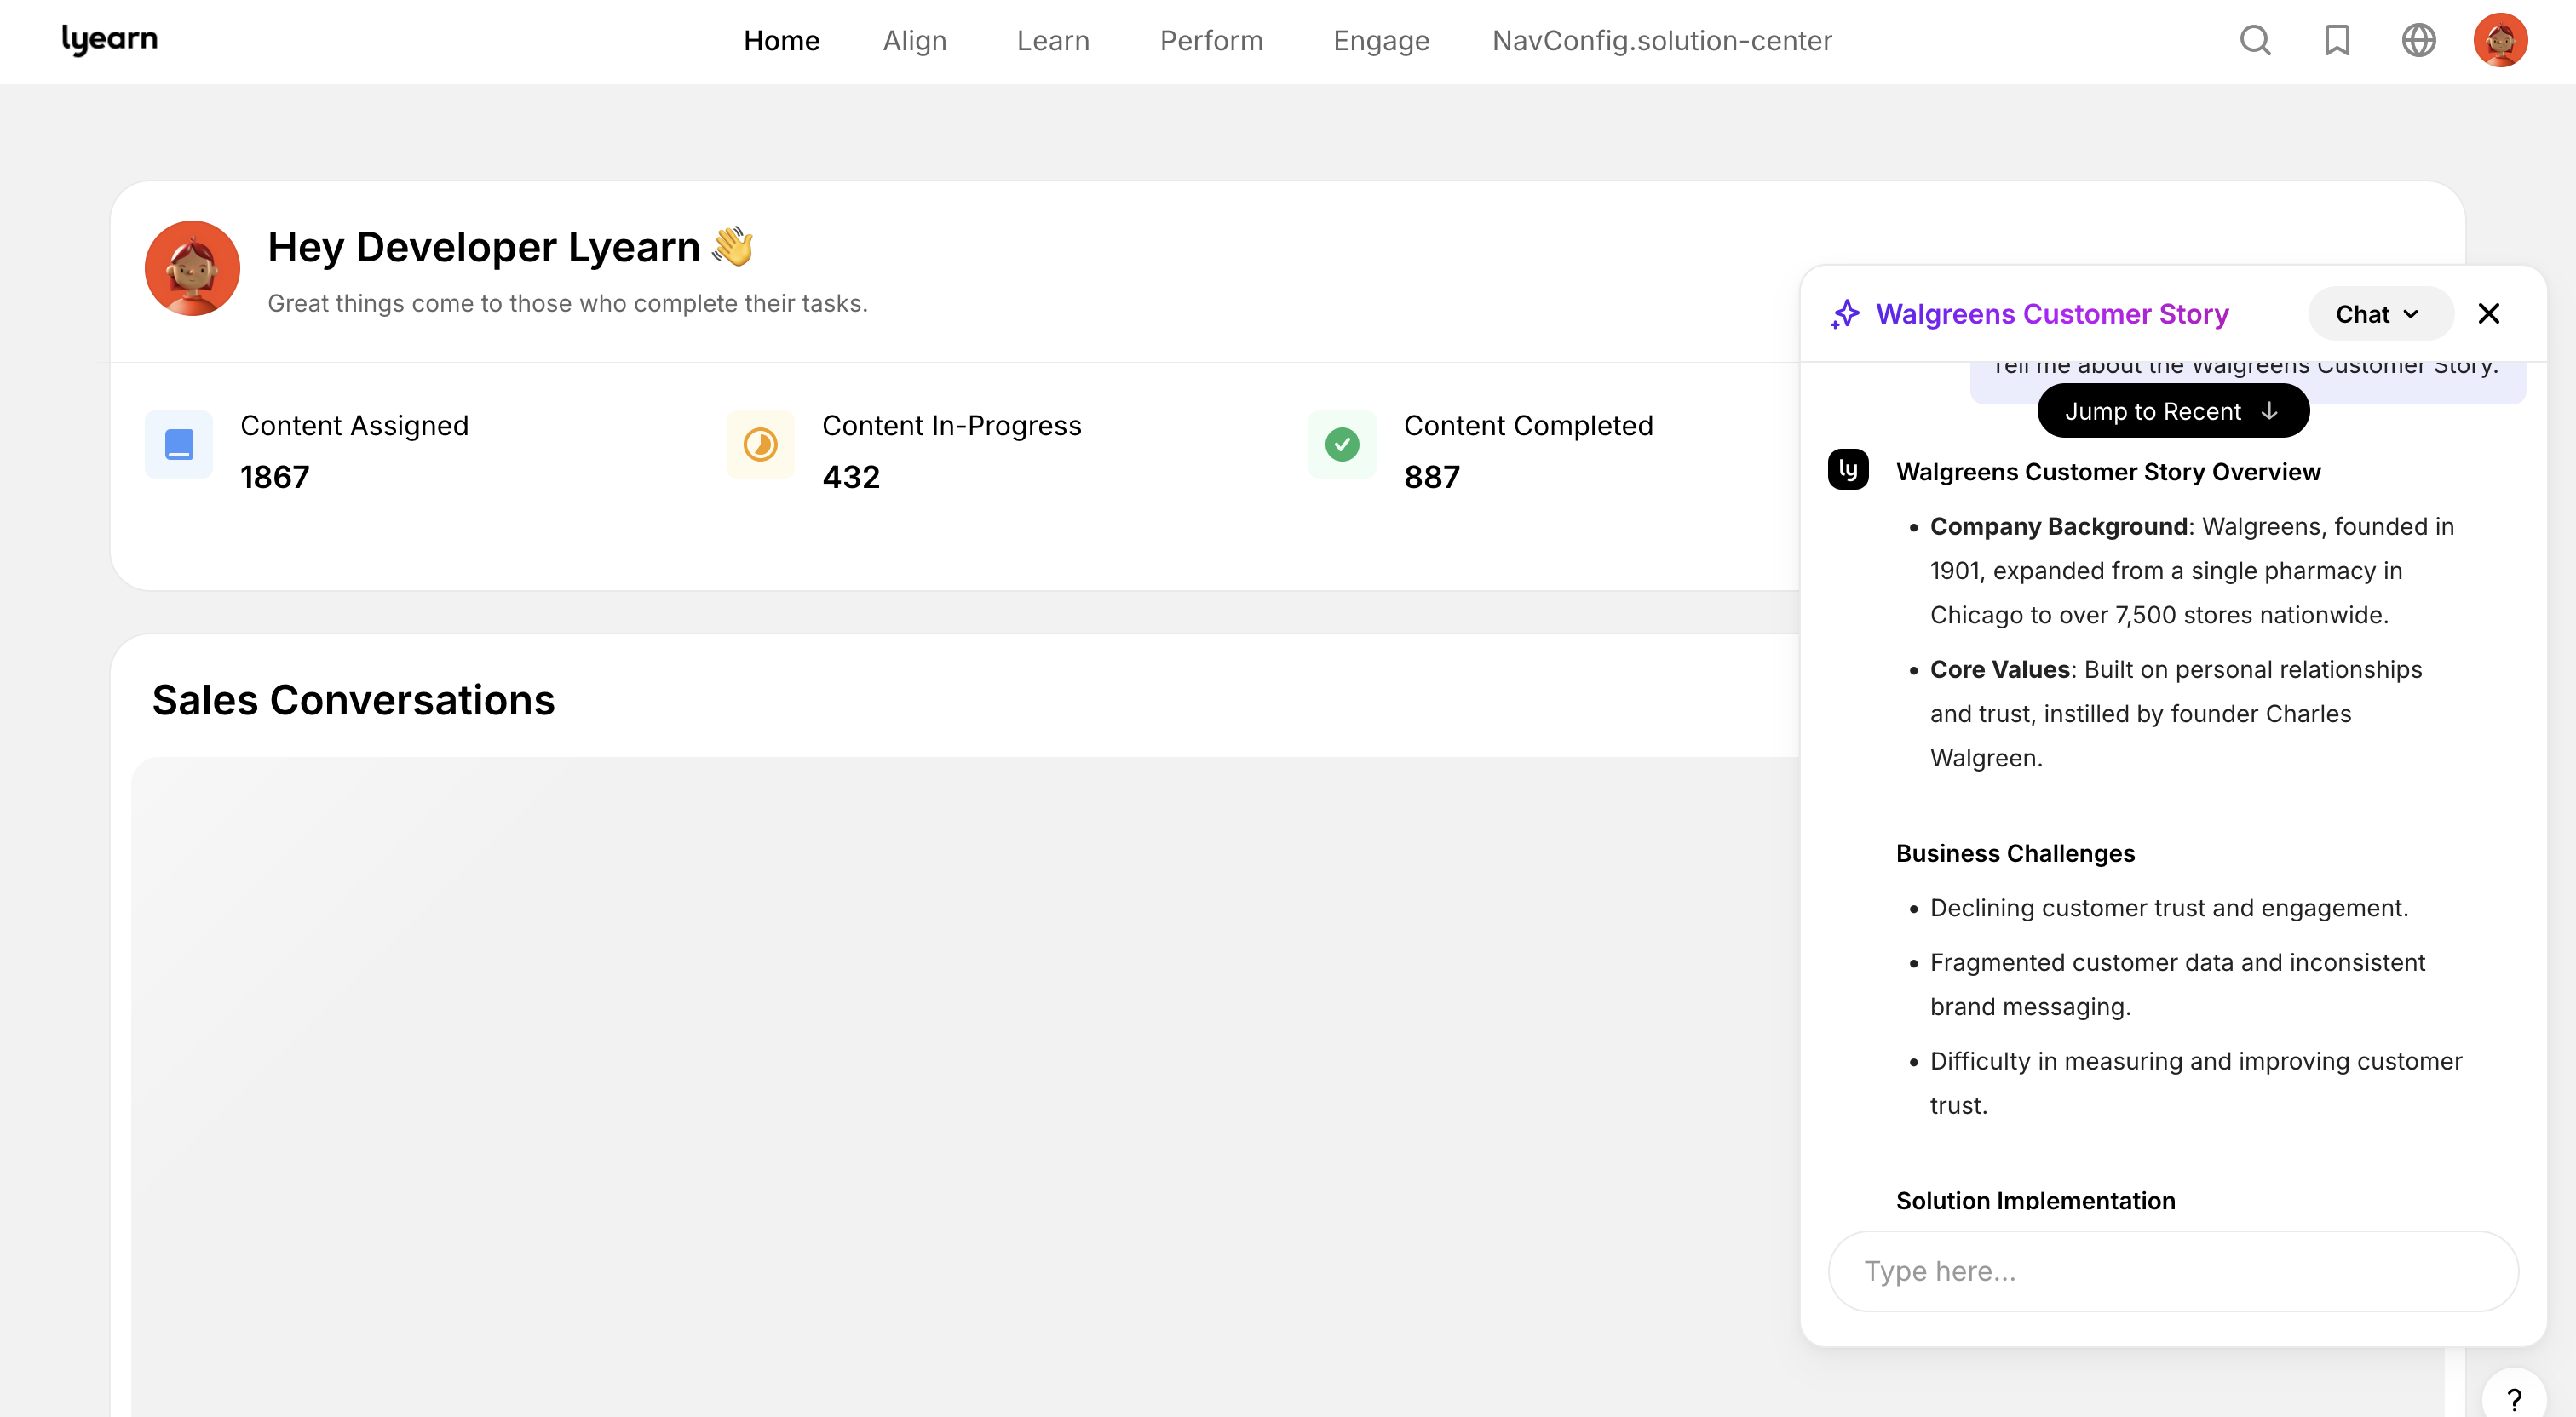 lyearn
Home Align Learn Perform Engage NavConfig.solution-center
Hey Developer Lyearn 👋
Great things come to those who complete their tasks.
Content Assigned
1867
Content In-Progress
432
Content Completed
887
Sales Conversations
Walgreens Customer Story
Chat
Tell me about the Walgreens Customer Story.
Jump to Recent ↓
ly
Walgreens Customer Story Overview
• Company Background: Walgreens, founded in
1901, expanded from a single pharmacy in
Chicago to over 7,500 stores nationwide.
• Core Values: Built on personal relationships
and trust, instilled by founder Charles
Walgreen.
Business Challenges
• Declining customer trust and engagement.
• Fragmented customer data and inconsistent
brand messaging.
• Difficulty in measuring and improving customer
trust.
Solution Implementation
Type here...
?